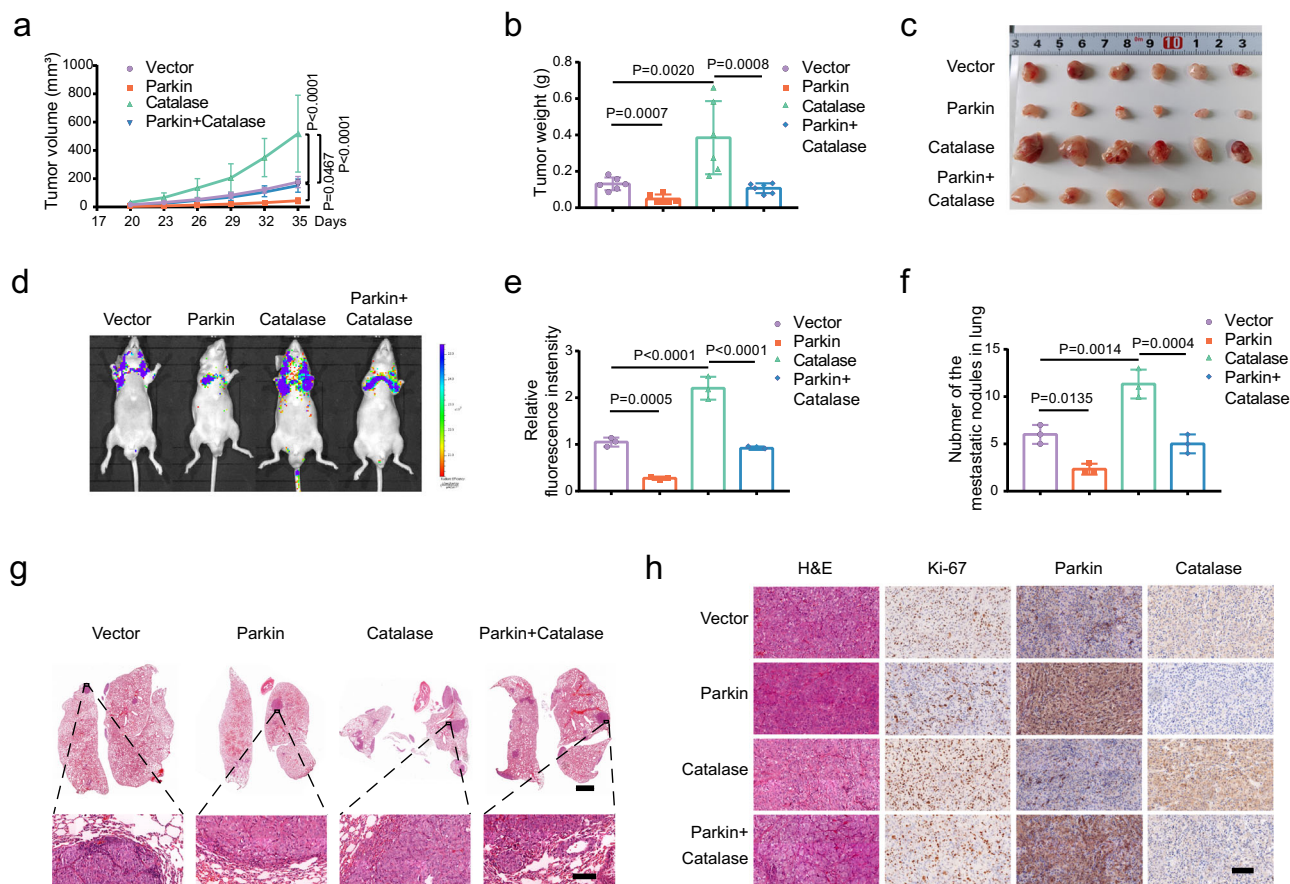 a
Vector
Parkin
Catalase
Parkin+Catalase
Tumor volume (mm³)
1000
800
600
400
200
0
17 20 23 26 29 32 35 Days
P<0.0001
P<0.0001
P=0.0467
b
Vector
Parkin
Catalase
Parkin+
Catalase
Tumor weight (g)
0.8
0.6
0.4
0.2
0.0
P=0.0020
P=0.0008
P=0.0007
c
3 4 5 6 7 8 9 10 1 2 3
Vector
Parkin
Catalase
Parkin+
Catalase
d
Vector
Parkin
Catalase
Parkin+
Catalase
e
Vector
Parkin
Catalase
Parkin+
Catalase
Relative
fluorescence instensity
3
2
1
0
P<0.0001
P<0.0001
P=0.0005
f
Vector
Parkin
Catalase
Parkin+
Catalase
Nubmer of the
mestastatic nodules in lung
15
10
5
0
P=0.0014
P=0.0004
P=0.0135
g
Vector
Parkin
Catalase
Parkin+Catalase
h
H&E
Ki-67
Parkin
Catalase
Vector
Parkin
Catalase
Parkin+
Catalase